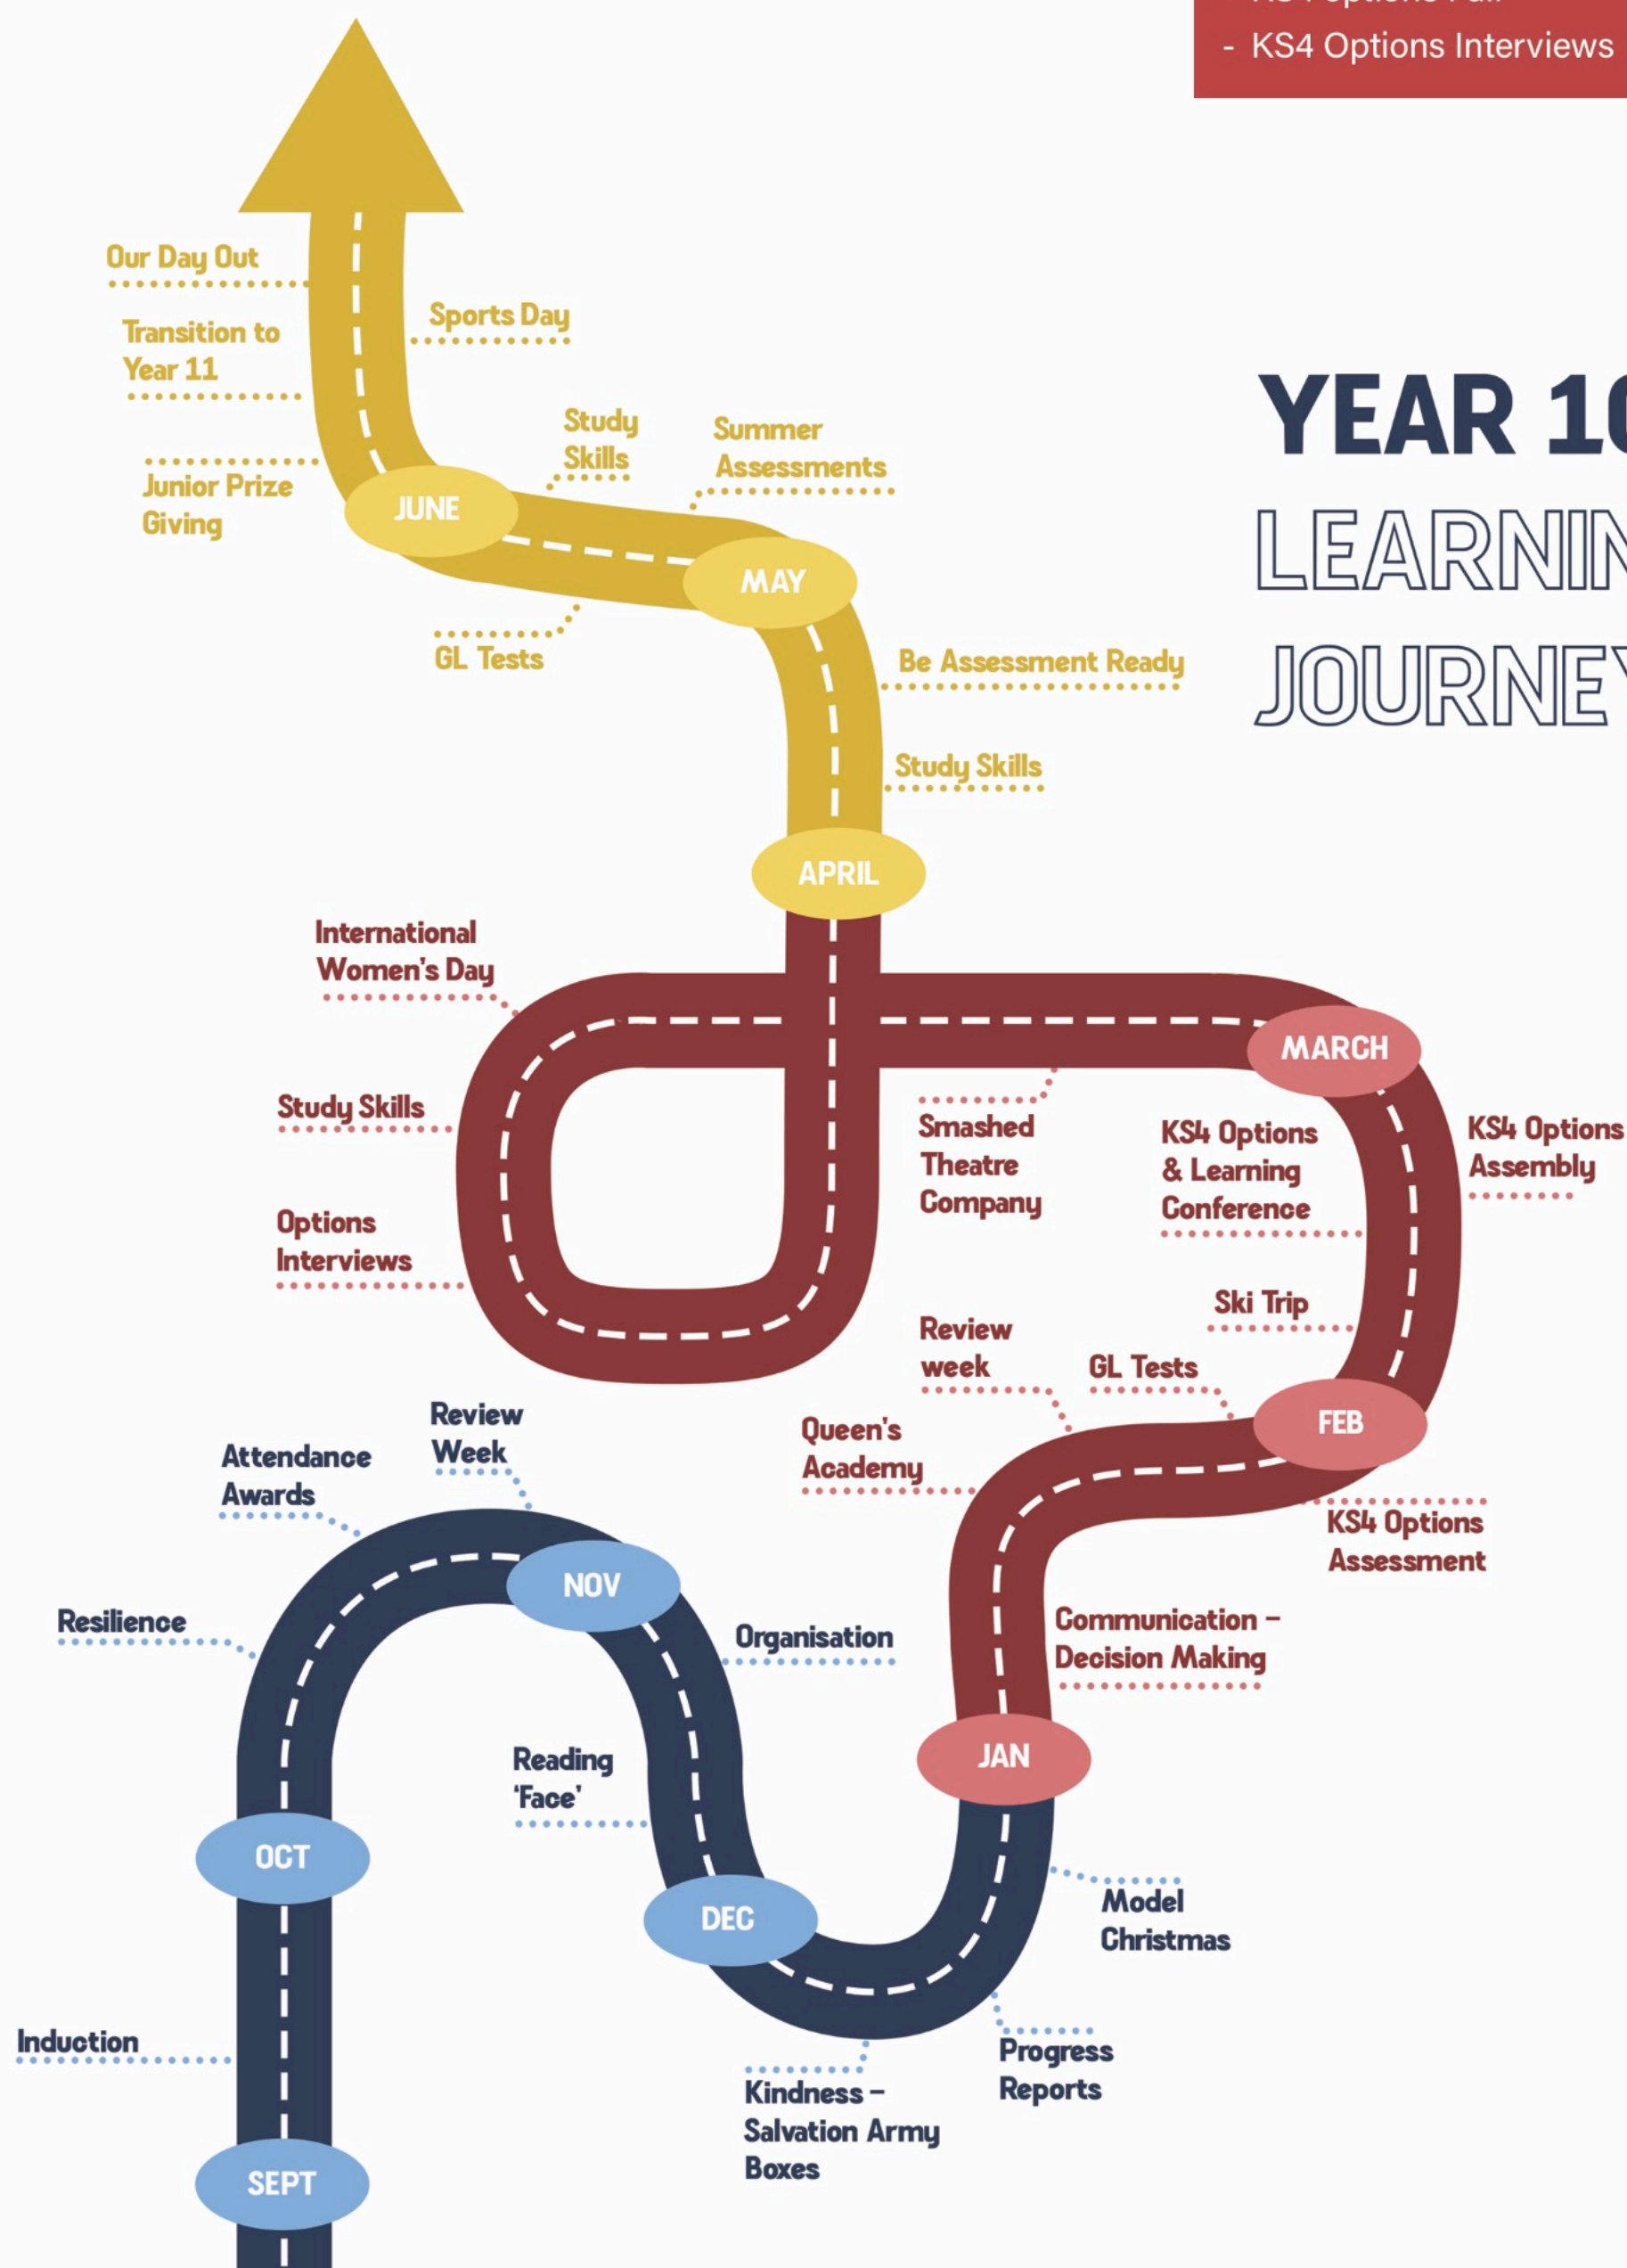 - KS4 Options Interviews
Our Day Out
Sports Day
Transition to
Year 11
Study
Skills
Summer
Assessments
Junior Prize
Giving
JUNE
MAY
GL Tests
YEAR 10
LEARNIN
JOURNEY
Be Assessment Ready
Study Skills
APRIL
International
Women's Day
MARCH
Study Skills
Smashed
Theatre
Company
KS4 Options
& Learning
Conference
KS4 Options
Assembly
Options
Interviews
Ski Trip
Review
week
GL Tests
Queen's
Academy
FEB
KS4 Options
Assessment
Review
Week
Attendance
Awards
NOV
Resilience
Organisation
Communication –
Decision Making
Reading
‘Face’
JAN
OCT
DEC
Model
Christmas
Induction
Progress
Reports
Kindness –
Salvation Army
Boxes
SEPT